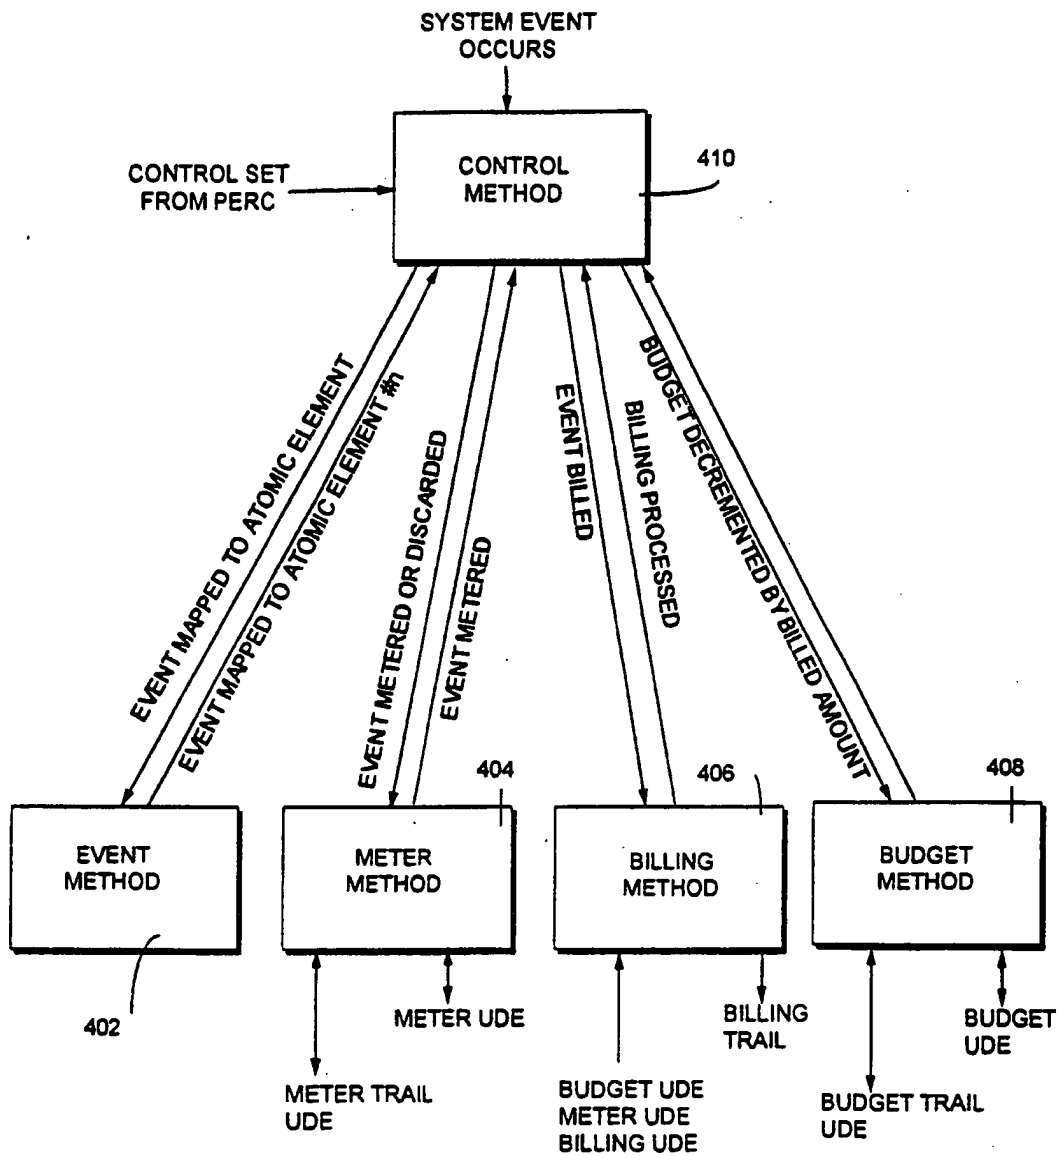 SYSTEM EVENT
OCCURS
CONTROL
METHOD
410
CONTROL SET
FROM PERC
EVENT MAPPED TO ATOMIC ELEMENT
EVENT MAPPED TO ATOMIC ELEMENT #n
EVENT METERED OR DISCARDED
EVENT METERED
EVENT BILLED
BILLING PROCESSED
BUDGET DECREMENTED BY BILLED AMOUNT
404
406
408
EVENT
METHOD
METER
METHOD
BILLING
METHOD
BUDGET
METHOD
402
METER UDE
BILLING
TRAIL
BUDGET
UDE
METER TRAIL
UDE
BUDGET UDE
METER UDE
BILLING UDE
BUDGET TRAIL
UDE